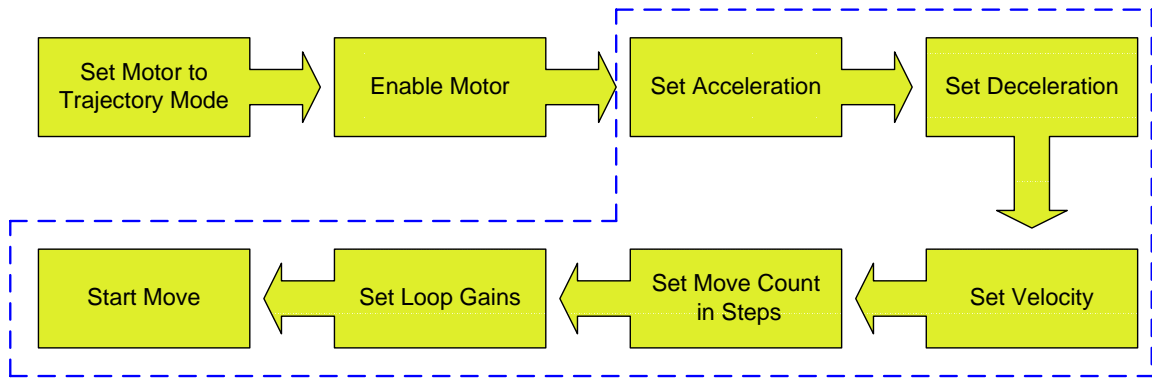 Set Motor to
Trajectory Mode
Enable Motor
Set Acceleration
Set Deceleration
Set Velocity
Set Move Count
in Steps
Set Loop Gains
Start Move